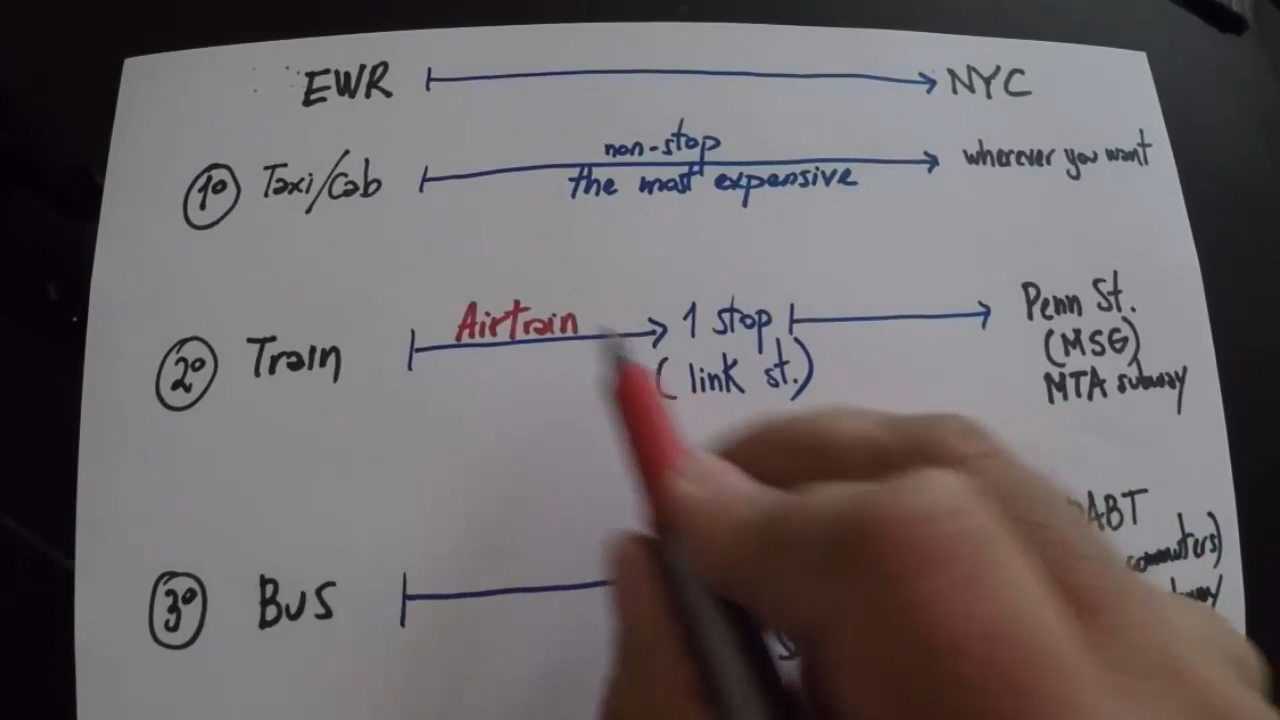 EWR NYC
1º Taxi/Cab non-stop the most expensive wherever you want
2º Train Airtrain 1 stop (link st.) Penn St. (MSG) MTA subway
3º Bus ABT commuters)